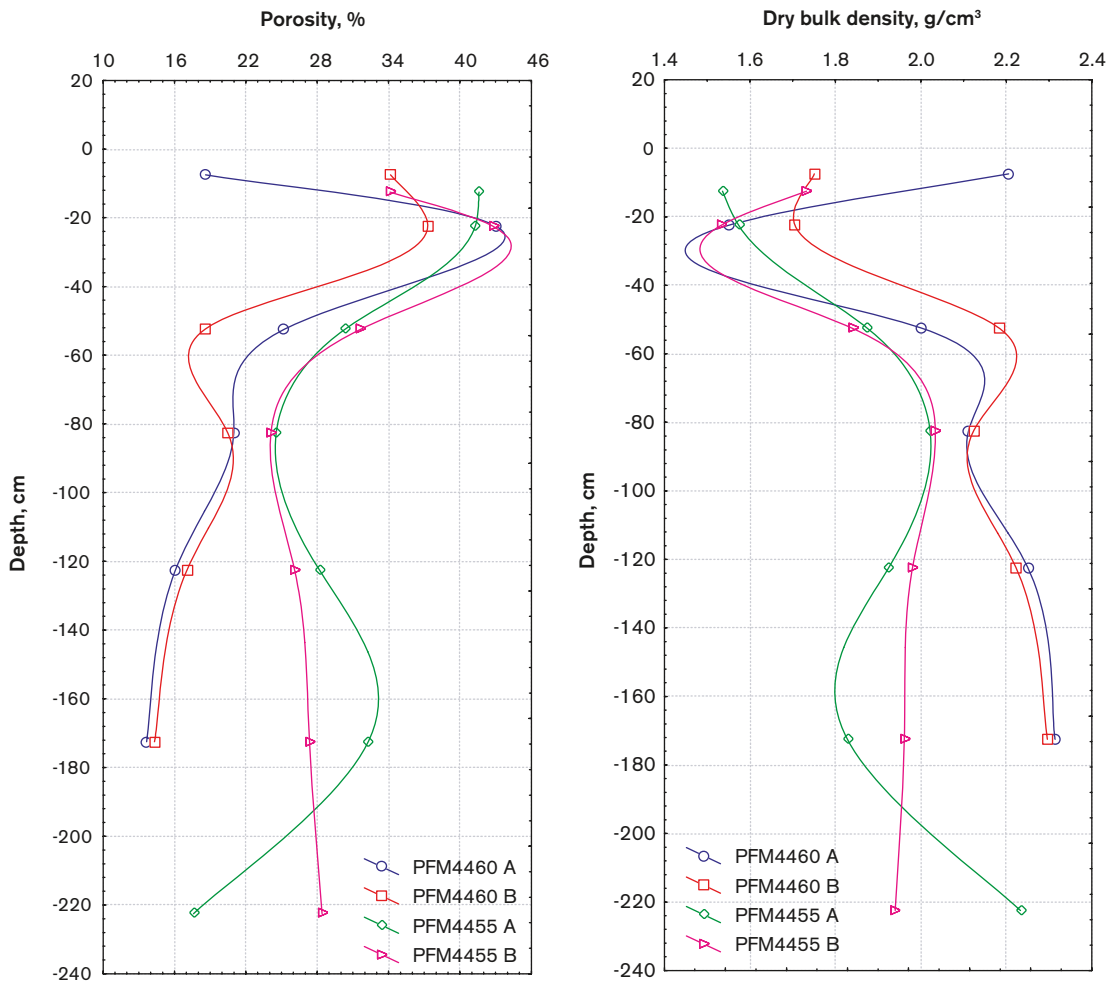 Porosity, %
10 16 22 28 34 40 46
20
0
-20
-40
-60
-80
-100
-120
-140
-160
-180
-200
-220
-240
Depth, cm
PFM4460 A
PFM4460 B
PFM4455 A
PFM4455 B
Dry bulk density, g/cm³
1.4 1.6 1.8 2.0 2.2 2.4
20
0
-20
-40
-60
-80
-100
-120
-140
-160
-180
-200
-220
-240
Depth, cm
PFM4460 A
PFM4460 B
PFM4455 A
PFM4455 B